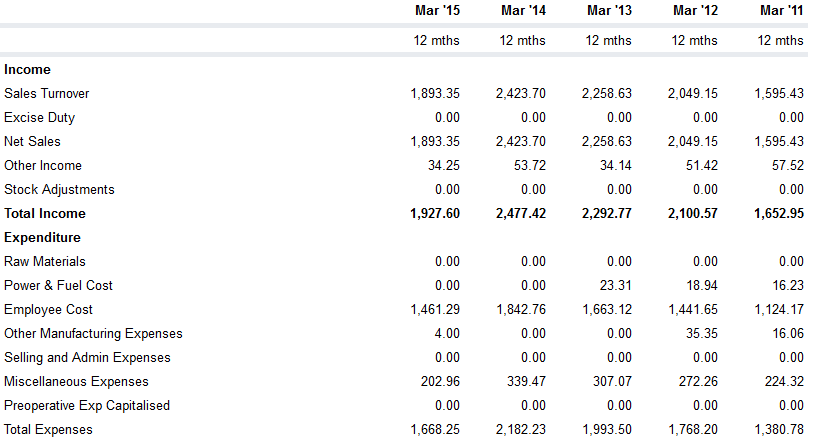 Mar '15 Mar '14 Mar '13 Mar '12 Mar '11
12 mths 12 mths 12 mths 12 mths 12 mths
Income
Sales Turnover 1,893.35 2,423.70 2,258.63 2,049.15 1,595.43
Excise Duty 0.00 0.00 0.00 0.00 0.00
Net Sales 1,893.35 2,423.70 2,258.63 2,049.15 1,595.43
Other Income 34.25 53.72 34.14 51.42 57.52
Stock Adjustments 0.00 0.00 0.00 0.00 0.00
Total Income 1,927.60 2,477.42 2,292.77 2,100.57 1,652.95
Expenditure
Raw Materials 0.00 0.00 0.00 0.00 0.00
Power & Fuel Cost 0.00 0.00 23.31 18.94 16.23
Employee Cost 1,461.29 1,842.76 1,663.12 1,441.65 1,124.17
Other Manufacturing Expenses 4.00 0.00 0.00 35.35 16.06
Selling and Admin Expenses 0.00 0.00 0.00 0.00 0.00
Miscellaneous Expenses 202.96 339.47 307.07 272.26 224.32
Preoperative Exp Capitalised 0.00 0.00 0.00 0.00 0.00
Total Expenses 1,668.25 2,182.23 1,993.50 1,768.20 1,380.78